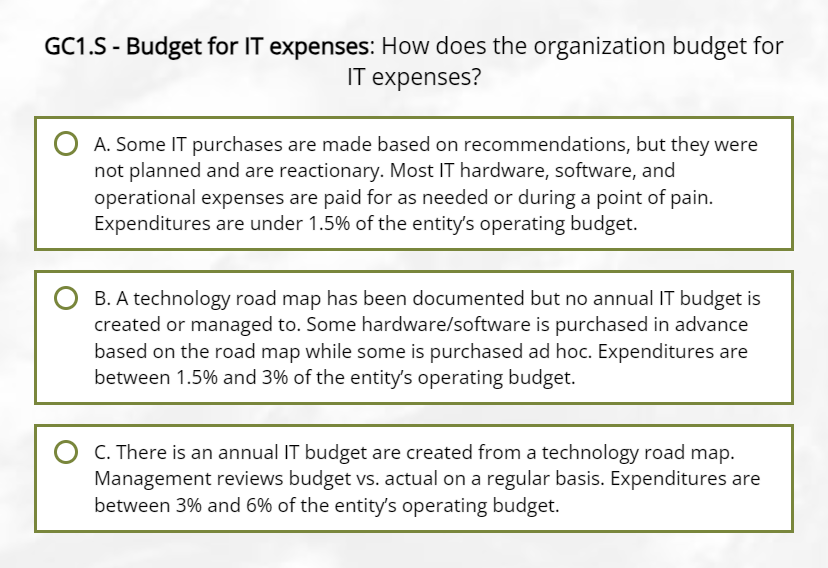 GC1.S - Budget for IT expenses: How does the organization budget for
IT expenses?
A. Some IT purchases are made based on recommendations, but they were
not planned and are reactionary. Most IT hardware, software, and
operational expenses are paid for as needed or during a point of pain.
Expenditures are under 1.5% of the entity’s operating budget.
B. A technology road map has been documented but no annual IT budget is
created or managed to. Some hardware/software is purchased in advance
based on the road map while some is purchased ad hoc. Expenditures are
between 1.5% and 3% of the entity’s operating budget.
C. There is an annual IT budget are created from a technology road map.
Management reviews budget vs. actual on a regular basis. Expenditures are
between 3% and 6% of the entity’s operating budget.